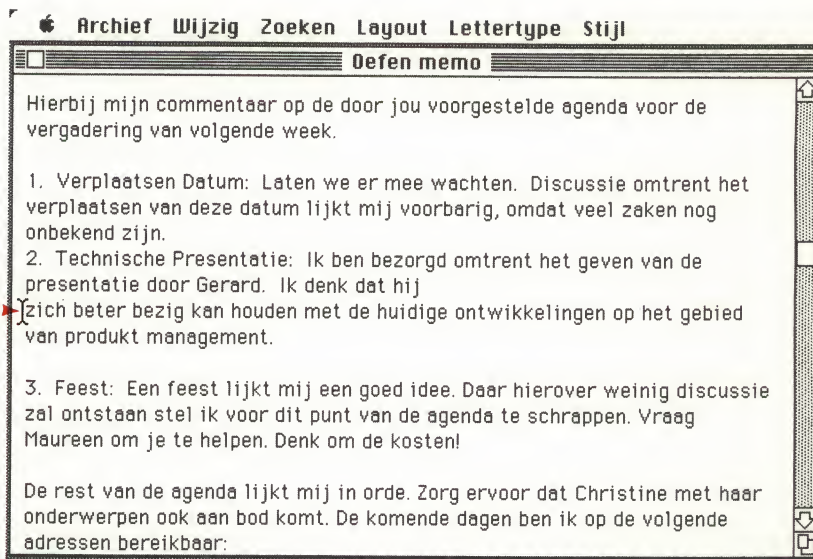 Archief Wijzig Zoeken Layout Lettertype Stijl
Oefen memo
Hierbij mijn commentaar op de door jou voorgestelde agenda voor de
vergadering van volgende week.
1. Verplaatsen Datum: Laten we er mee wachten. Discussie omtrent het
verplaatsen van deze datum lijkt mij voorbarig, omdat veel zaken nog
onbekend zijn.
2. Technische Presentatie: Ik ben bezorgd omtrent het geven van de
presentatie door Gerard. Ik denk dat hij
zich beter bezig kan houden met de huidige ontwikkelingen op het gebied
van produkt management.
3. Feest: Een feest lijkt mij een goed idee. Daar hierover weinig discussie
zal ontstaan stel ik voor dit punt van de agenda te schrappen. Vraag
Maureen om je te helpen. Denk om de kosten!
De rest van de agenda lijkt mij in orde. Zorg ervoor dat Christine met haar
onderwerpen ook aan bod komt. De komende dagen ben ik op de volgende
adressen bereikbaar: